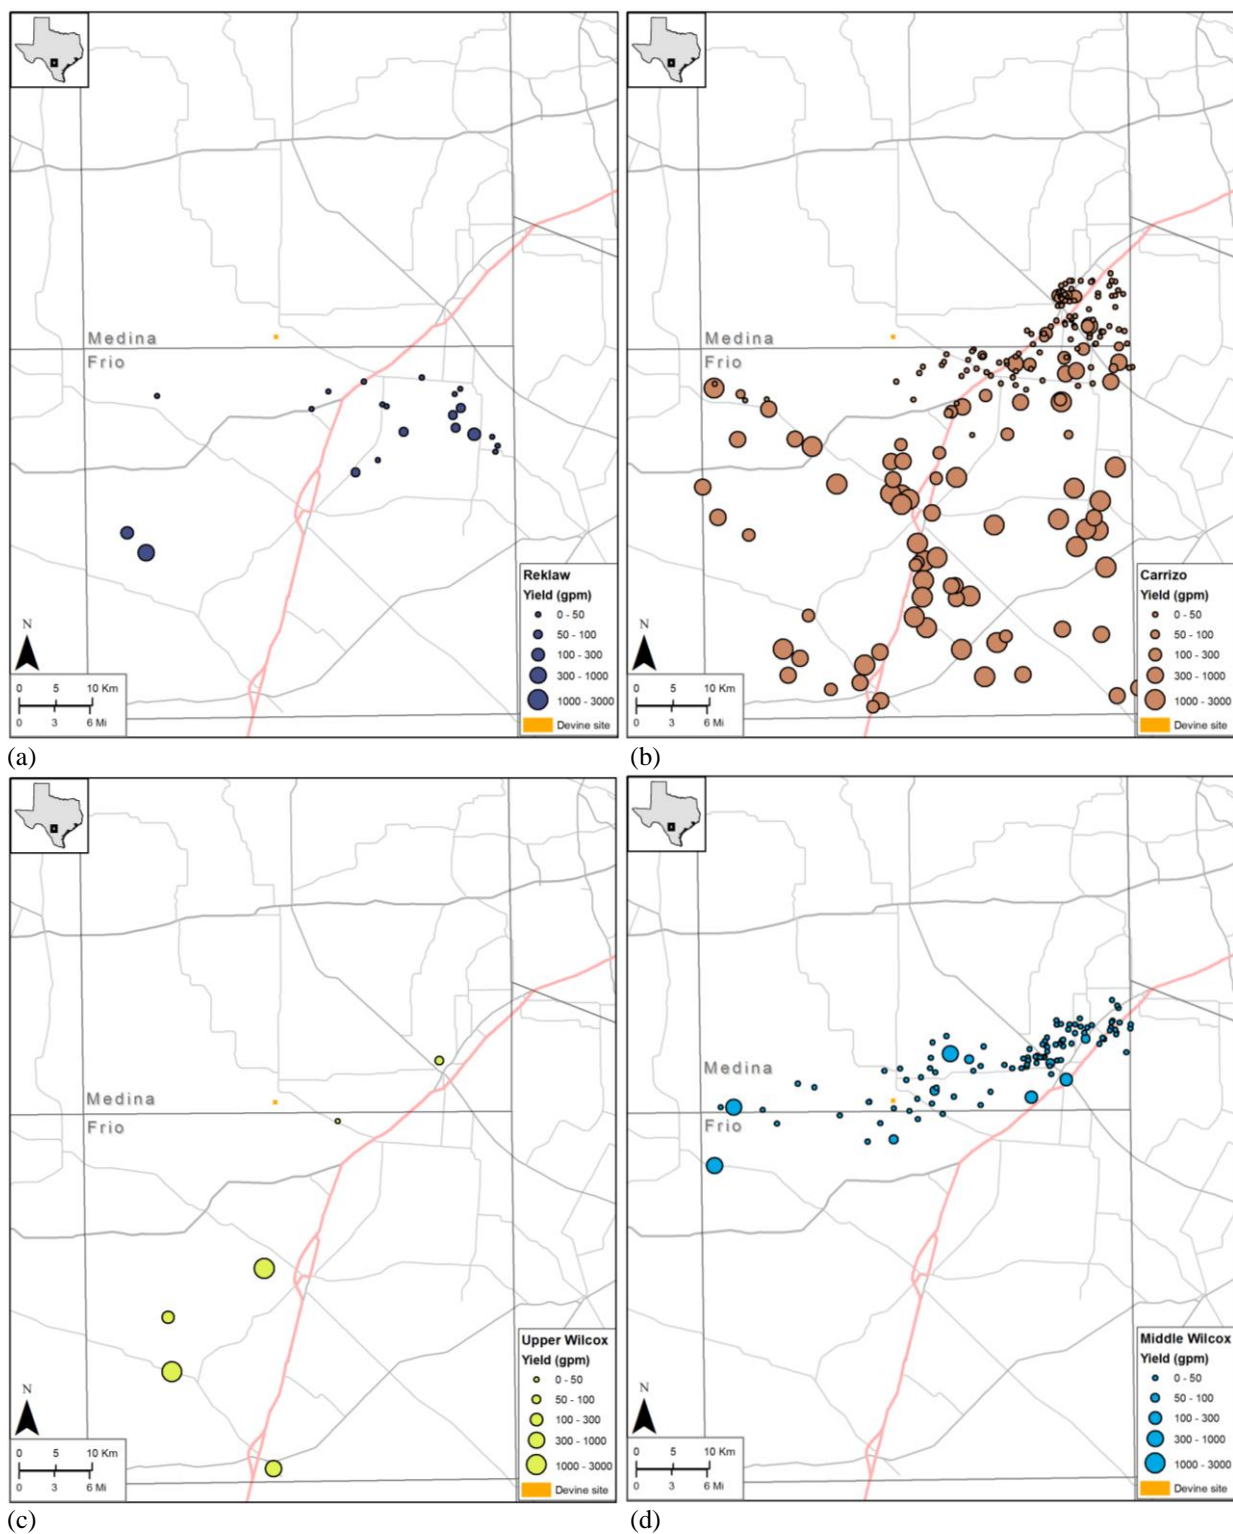 Medina
Frio
N
0 5 10 Km
0 3 6 Mi
Reklaw
Yield (gpm)
0 - 50
50 - 100
100 - 300
300 - 1000
1000 - 3000
Devine site
(a)
Medina
Frio
N
0 5 10 Km
0 3 6 Mi
Carrizo
Yield (gpm)
0 - 50
50 - 100
100 - 300
300 - 1000
1000 - 3000
Devine site
(b)
Medina
Frio
N
0 5 10 Km
0 3 6 Mi
Upper Wilcox
Yield (gpm)
0 - 50
50 - 100
100 - 300
300 - 1000
1000 - 3000
Devine site
(c)
Medina
Frio
N
0 5 10 Km
0 3 6 Mi
Middle Wilcox
Yield (gpm)
0 - 50
50 - 100
100 - 300
300 - 1000
1000 - 3000
Devine site
(d)